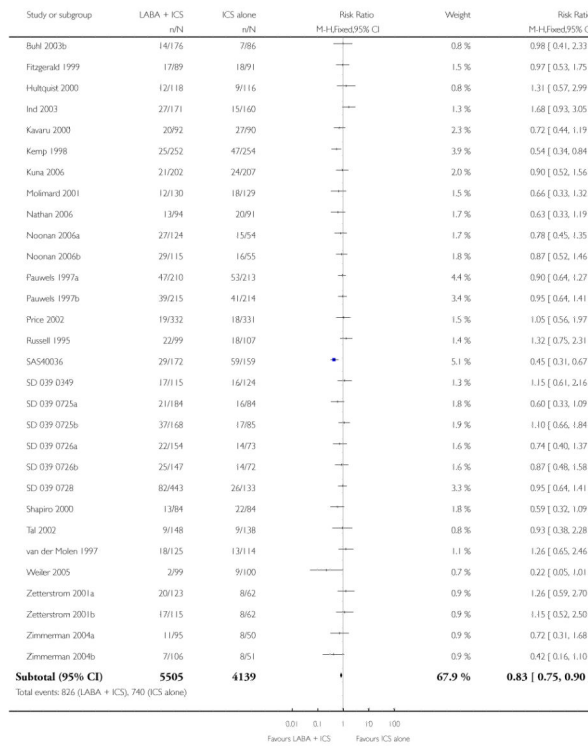 Study or subgroup LABA + ICS ICS alone Risk Ratio Weight Risk Ratio
n/N n/N M-H,Fixed,95% CI M-H,Fixed,95% C
Buhl 2003b 14/176 7/86 0.8 % 0.98 [ 0.41, 2.33
Fitzgerald 1999 17/89 18/91 1.5 % 0.97 [ 0.53, 1.75
Hultquist 2000 12/118 9/116 0.8 % 1.31 [ 0.57, 2.99
Ind 2003 27/171 15/160 1.3 % 1.68 [ 0.93, 3.05
Kavaru 2000 20/92 27/90 2.3 % 0.72 [ 0.44, 1.19
Kemp 1998 25/252 47/254 3.9 % 0.54 [ 0.34, 0.84
Kuna 2006 21/202 24/207 2.0 % 0.90 [ 0.52, 1.56
Molimard 2001 12/130 18/129 1.5 % 0.66 [ 0.33, 1.32
Nathan 2006 13/94 20/91 1.7 % 0.63 [ 0.33, 1.19
Noonan 2006a 27/124 15/54 1.7 % 0.78 [ 0.45, 1.35
Noonan 2006b 29/115 16/55 1.8 % 0.87 [ 0.52, 1.46
Pauwels 1997a 47/210 53/213 4.4 % 0.90 [ 0.64, 1.27
Pauwels 1997b 39/215 41/214 3.4 % 0.95 [ 0.64, 1.41
Price 2002 19/332 18/331 1.5 % 1.05 [ 0.56, 1.97
Russell 1995 22/99 18/107 1.4 % 1.32 [ 0.75, 2.31
SAS40036 29/172 59/159 5.1 % 0.45 [ 0.31, 0.67
SD 039 0349 17/115 16/124 1.3 % 1.15 [ 0.61, 2.16
SD 039 0725a 21/184 16/84 1.8 % 0.60 [ 0.33, 1.09
SD 039 0725b 37/168 17/85 1.9 % 1.10 [ 0.66, 1.84
SD 039 0726a 22/154 14/73 1.6 % 0.74 [ 0.40, 1.37
SD 039 0726b 25/147 14/72 1.6 % 0.87 [ 0.48, 1.58
SD 039 0728 82/443 26/133 3.3 % 0.95 [ 0.64, 1.41
Shapiro 2000 13/84 22/84 1.8 % 0.59 [ 0.32, 1.09
Tal 2002 9/148 9/138 0.8 % 0.93 [ 0.38, 2.28
van der Molen 1997 18/125 13/114 1.1 % 1.26 [ 0.65, 2.46
Weiler 2005 2/99 9/100 0.7 % 0.22 [ 0.05, 1.01
Zetterstrom 2001a 20/123 8/62 0.9 % 1.26 [ 0.59, 2.70
Zetterstrom 2001b 17/115 8/62 0.9 % 1.15 [ 0.52, 2.50
Zimmerman 2004a 11/95 8/50 0.9 % 0.72 [ 0.31, 1.68
Zimmerman 2004b 7/106 8/51 0.9 % 0.42 [ 0.16, 1.10
Subtotal (95% CI) 5505 4139 67.9 % 0.83 [ 0.75, 0.90
Total events: 826 (LABA + ICS), 740 (ICS alone)
0.01 0.1 1 10 100
Favours LABA + ICS Favours ICS alone